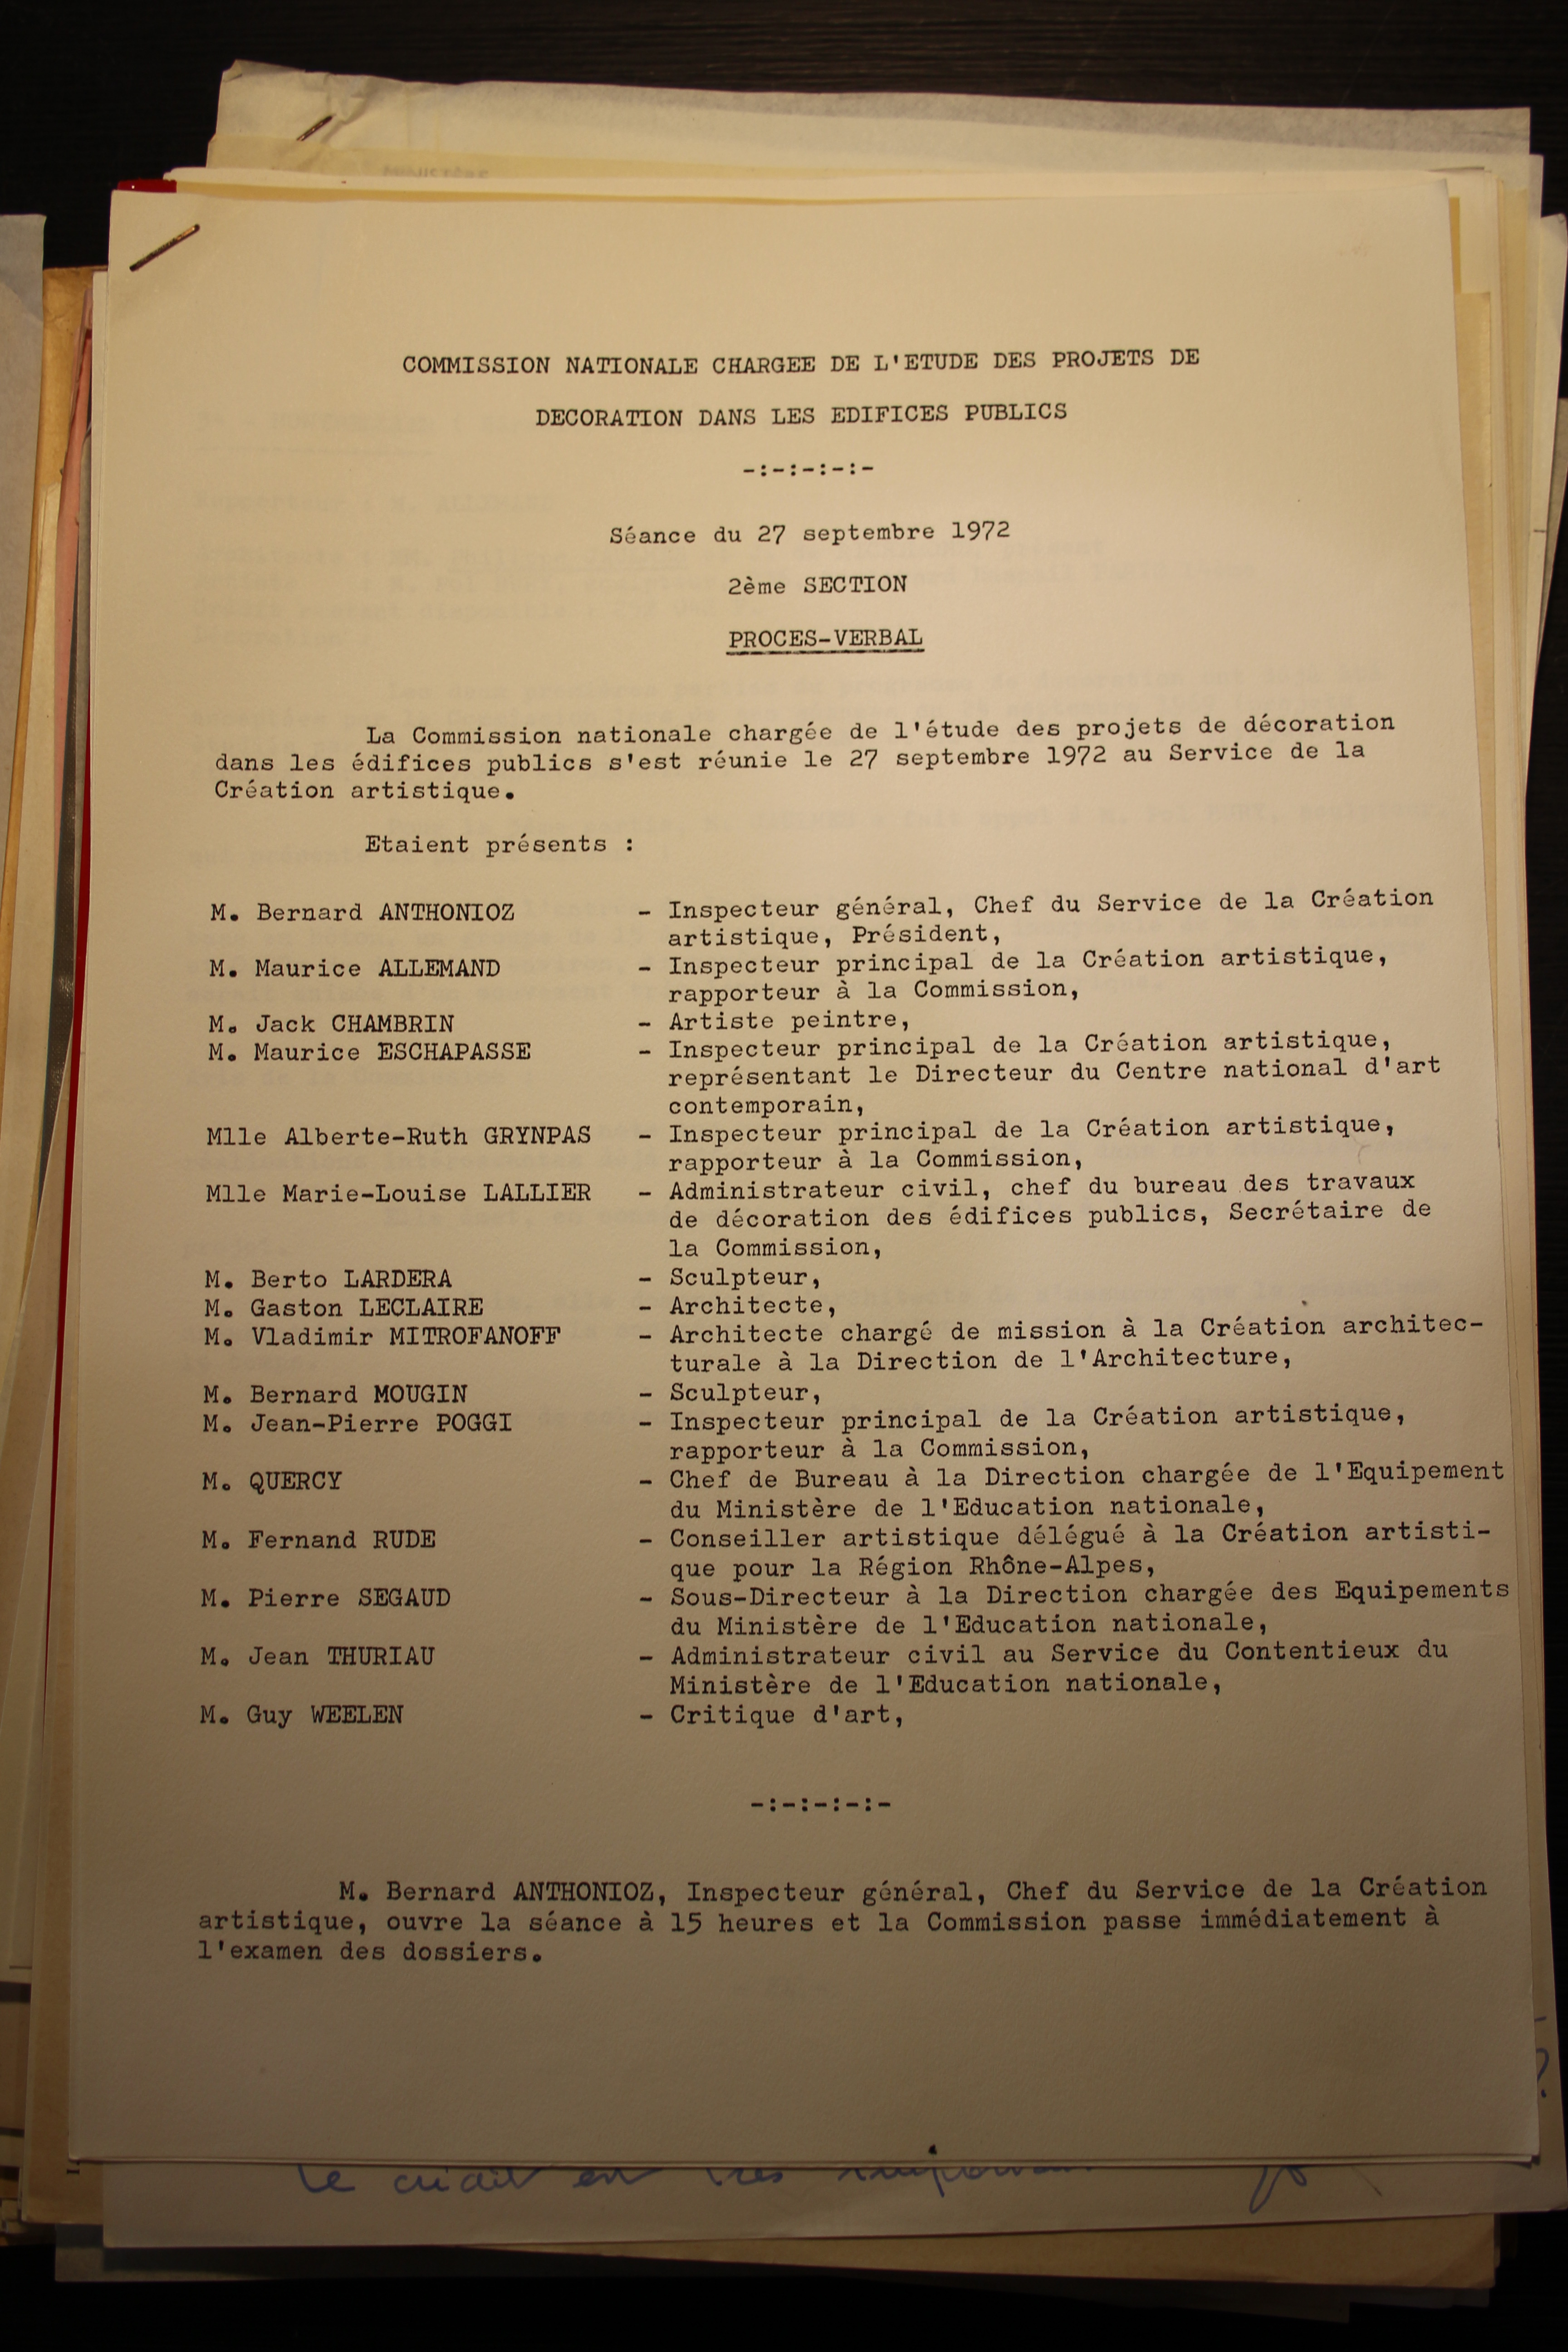 COMMISSION NATIONALE CHARGEE DE L'ETUDE DES PROJETS DE
DECORATION DANS LES EDIFICES PUBLICS
-:-:-:-:-
Séance du 27 septembre 1972
2ème SECTION
PROCES-VERBAL
La Commission nationale chargée de l'étude des projets de décoration
dans les édifices publics s'est réunie le 27 septembre 1972 au Service de la
Création artistique.
Etaient présents :
M. Bernard ANTHONIOZ - Inspecteur général, Chef du Service de la Création
artistique, Président,
M. Maurice ALLEMAND - Inspecteur principal de la Création artistique,
rapporteur à la Commission,
M. Jack CHAMBRIN - Artiste peintre,
M. Maurice ESCHAPASSE - Inspecteur principal de la Création artistique,
représentant le Directeur du Centre national d'art
contemporain,
Mlle Alberte-Ruth GRYNPAS - Inspecteur principal de la Création artistique,
rapporteur à la Commission,
Mlle Marie-Louise LALLIER - Administrateur civil, chef du bureau des travaux
de décoration des édifices publics, Secrétaire de
la Commission,
M. Berto LARDERA - Sculpteur,
M. Gaston LECLAIRE - Architecte,
M. Vladimir MITROFANOFF - Architecte chargé de mission à la Création architec-
turale à la Direction de l'Architecture,
M. Bernard MOUGIN - Sculpteur,
M. Jean-Pierre POGGI - Inspecteur principal de la Création artistique,
rapporteur à la Commission,
M. QUERCY - Chef de Bureau à la Direction chargée de l'Equipement
du Ministère de l'Education nationale,
M. Fernand RUDE - Conseiller artistique délégué à la Création artisti-
que pour la Région Rhône-Alpes,
M. Pierre SEGAUD - Sous-Directeur à la Direction chargée des Equipements
du Ministère de l'Education nationale,
M. Jean THURIAU - Administrateur civil au Service du Contentieux du
Ministère de l'Education nationale,
M. Guy WEELEN - Critique d'art,
-:-:-:-:-
M. Bernard ANTHONIOZ, Inspecteur général, Chef du Service de la Création
artistique, ouvre la séance à 15 heures et la Commission passe immédiatement à
l'examen des dossiers.